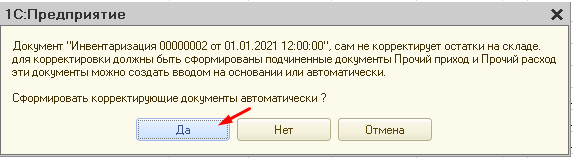 1С:Предприятие
Документ "Инвентаризация 00000002 от 01.01.2021 12:00:00", сам не корректирует остатки на складе.
для корректировки должны быть сформированы подчиненные документы Прочий приход и Прочий расход
эти документы можно создать вводом на основании или автоматически.
Сформировать корректирующие документы автоматически ?
Да Нет Отмена